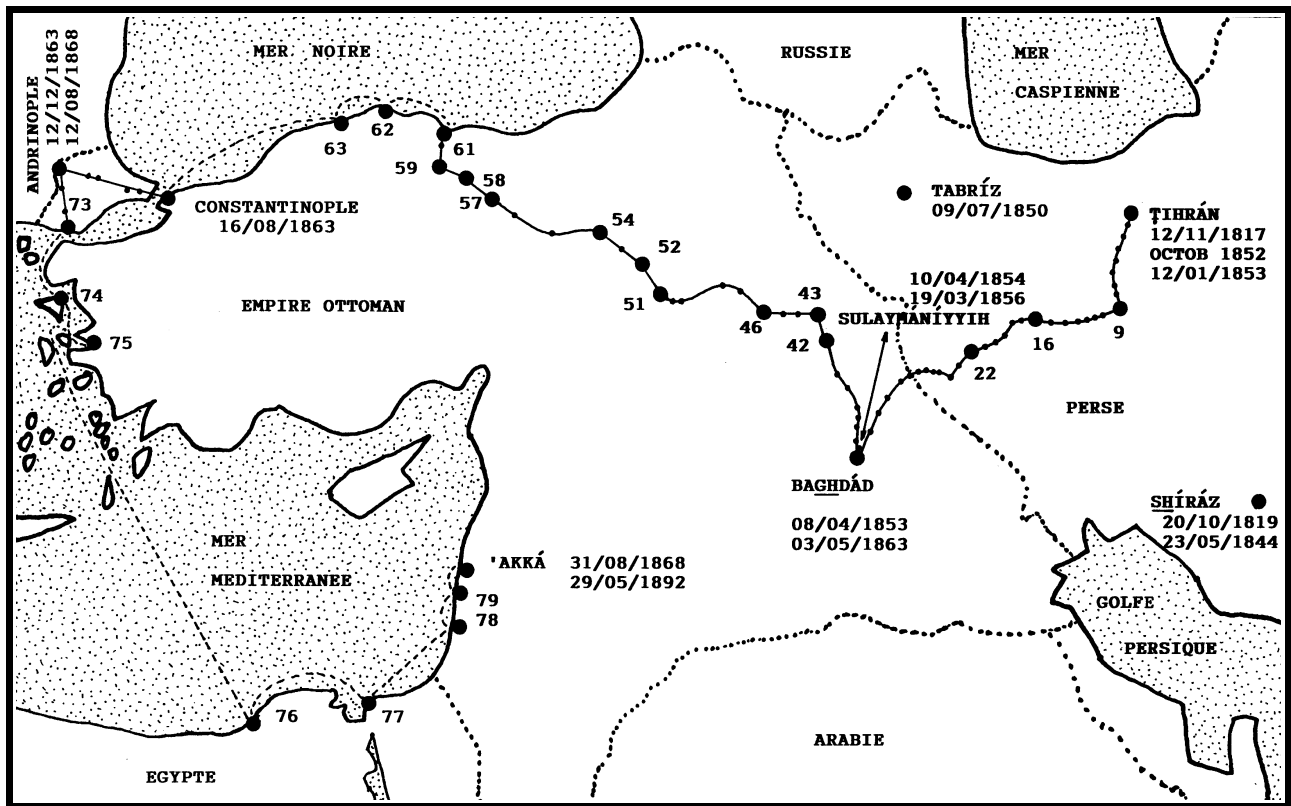 MER NOIRE
RUSSIE
MER
CASPIENNE
ANDRINOPLE
12/12/1863
12/08/1868
62
63
61
59
58
57
73
CONSTANTINOPLE
16/08/1863
TABRÍZ
09/07/1850
ṬIHRÁN
12/11/1817
OCTOB 1852
12/01/1853
54
52
51
74
75
EMPIRE OTTOMAN
10/04/1854
19/03/1856
SULAYMÁNÍYYIH
43
46
42
16
9
22
PERSE
BAGHDÁD
08/04/1853
03/05/1863
SHÍRÁZ
20/10/1819
23/05/1844
MER
MEDITERRANEE
'AKKÁ 31/08/1868
29/05/1892
79
78
GOLFE
PERSIQUE
76
77
ARABIE
EGYPTE